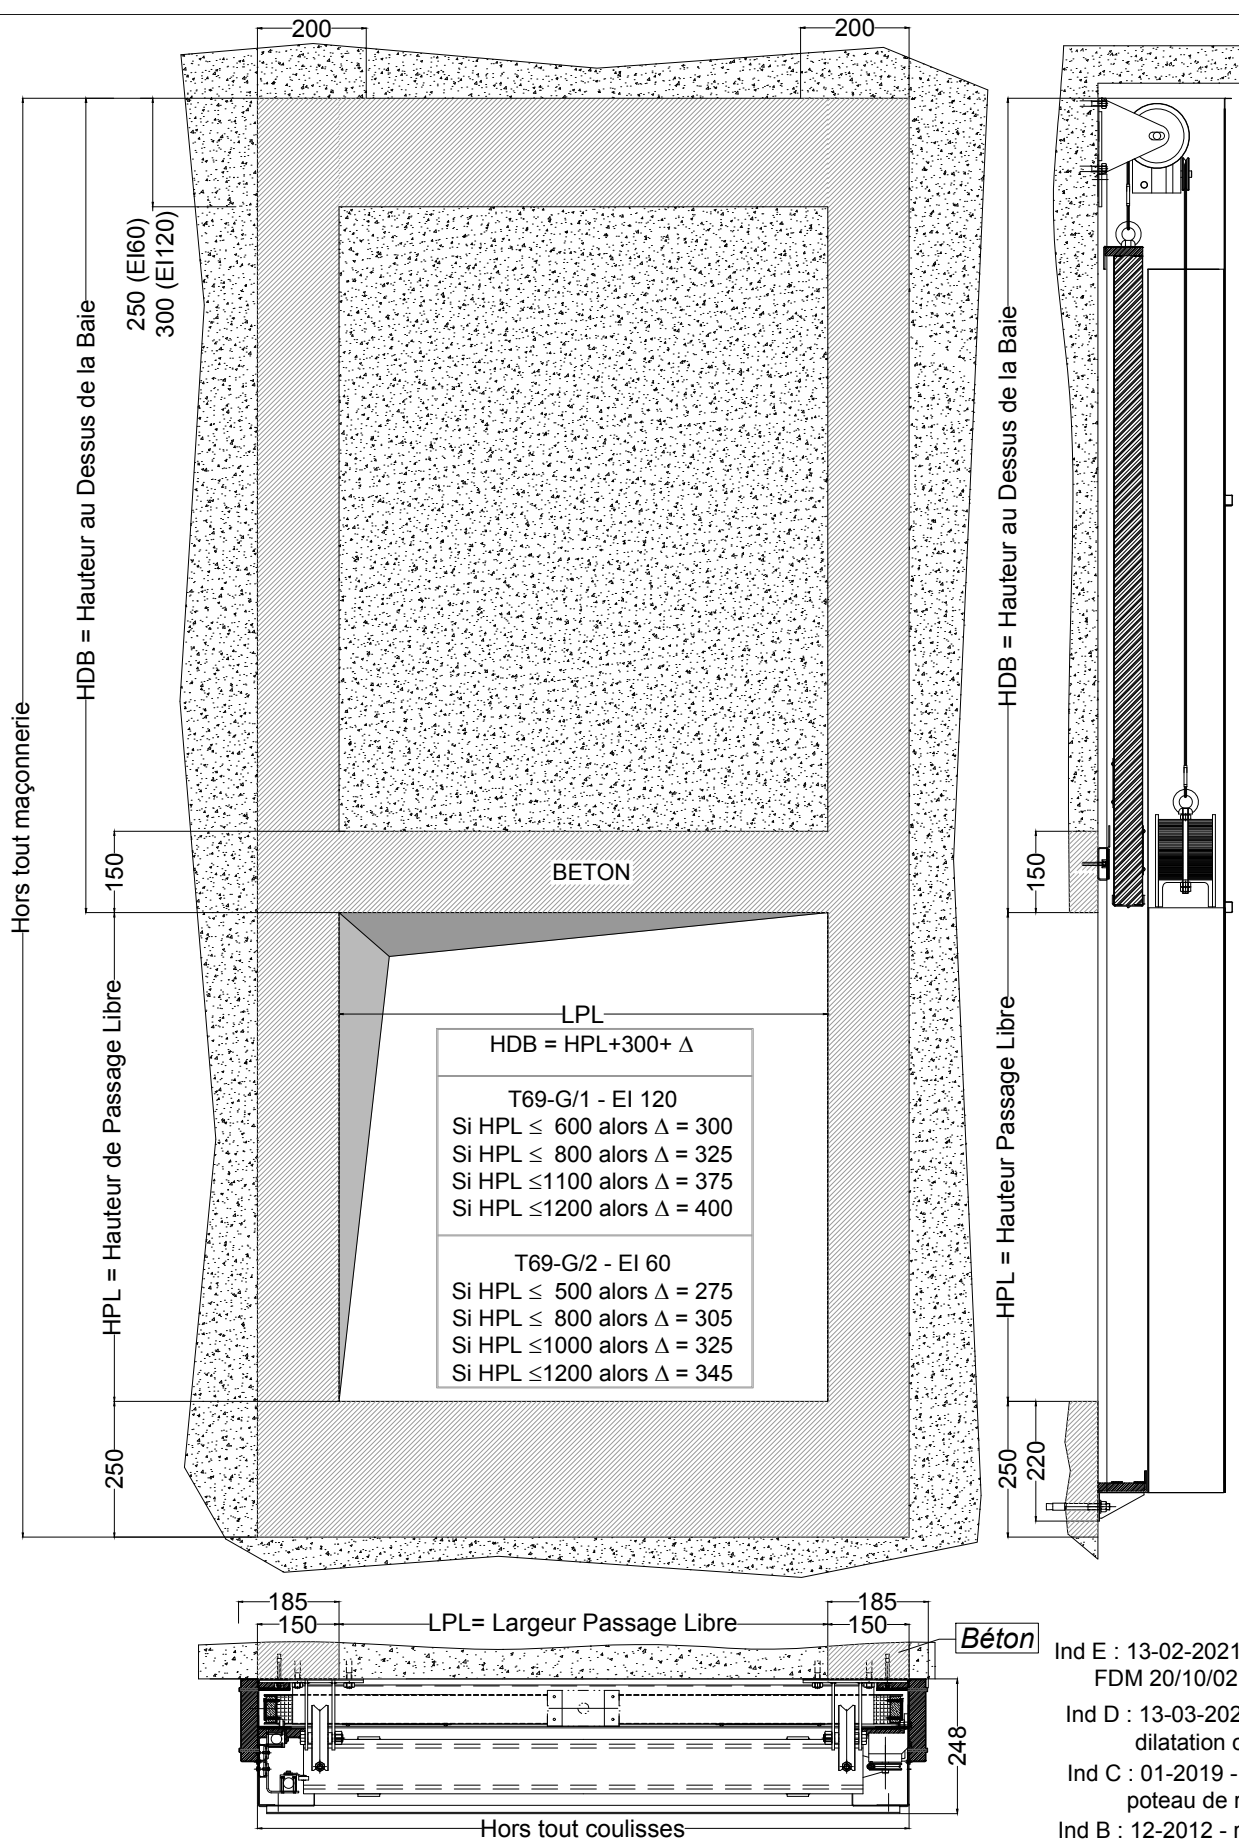 200
200
250 (EI60)
300 (EI120)
Hors tout maçonnerie
HDB = Hauteur au Dessus de la Baie
HDB = Hauteur au Dessus de la Baie
150
BETON
150
HPL = Hauteur de Passage Libre
LPL
HDB = HPL+300+ Δ
T69-G/1 - EI 120
Si HPL ≤ 600 alors Δ = 300
Si HPL ≤ 800 alors Δ = 325
Si HPL ≤1100 alors Δ = 375
Si HPL ≤1200 alors Δ = 400
T69-G/2 - EI 60
Si HPL ≤ 500 alors Δ = 275
Si HPL ≤ 800 alors Δ = 305
Si HPL ≤1000 alors Δ = 325
Si HPL ≤1200 alors Δ = 345
HPL = Hauteur Passage Libre
250
250
220
185
185
150
LPL= Largeur Passage Libre
150
Béton
248
Hors tout coulisses
Ind E : 13-02-2021
FDM 20/10/02
Ind D : 13-03-202
dilatation
Ind C : 01-2019 -
poteau de
Ind B : 12-2012 -